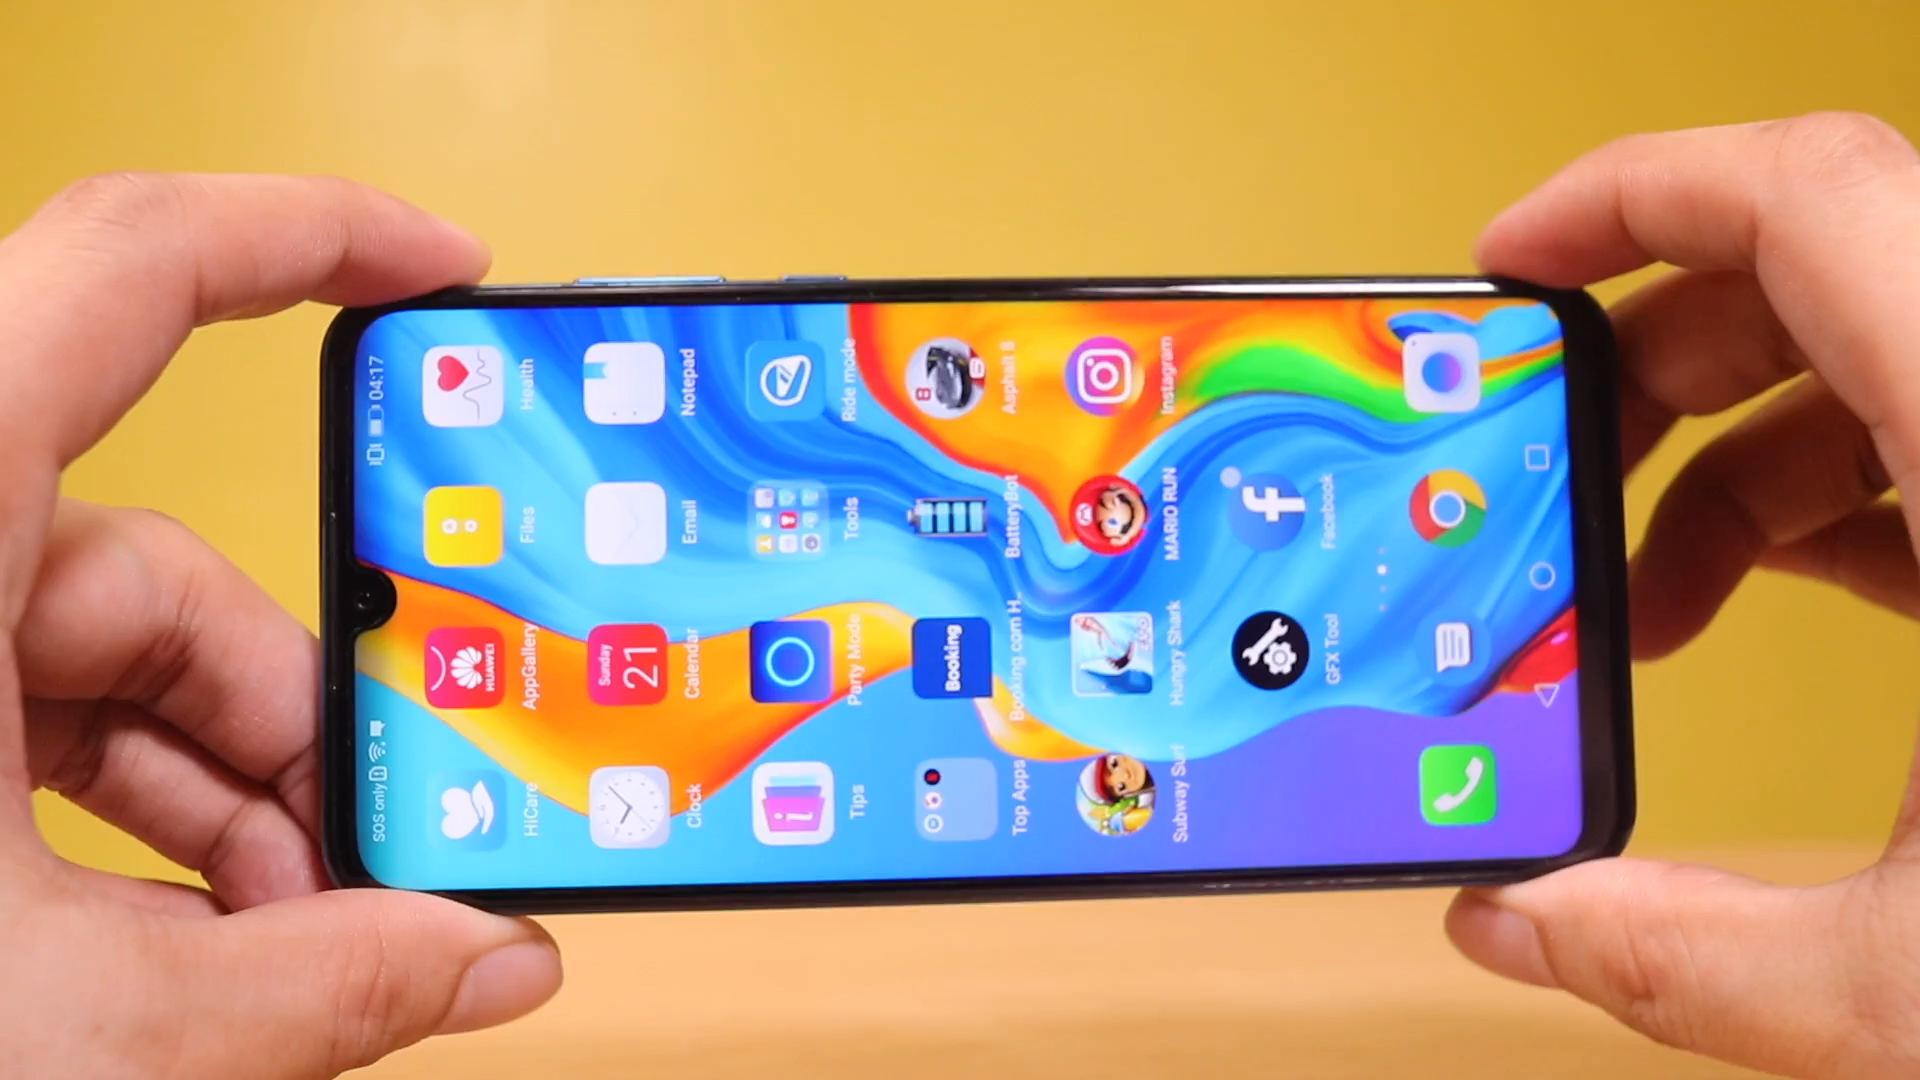 SOS only
04:17
HiCare
HUAWEI
AppGallery
Files
Health
Clock
Sunday
21
Calendar
Email
Notepad
Tips
Party Mode
Tools
Ride mode
Top Apps
Booking
Booking.com H..
BatteryBot
8
Asphalt 8
Subway Surf
Hungry Shark
MARIO RUN
Instagram
GFX Tool
Facebook